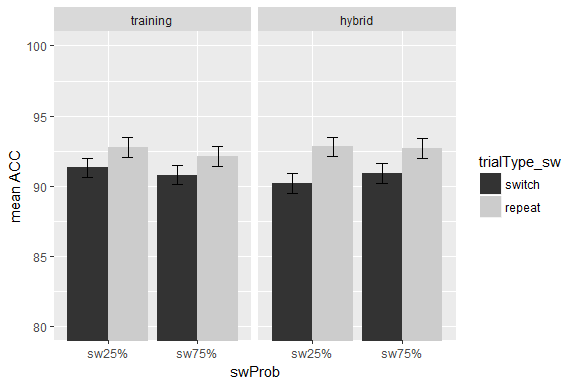 training hybrid
100
95
90
85
80
mean ACC
sw25% sw75% sw25% sw75%
swProb
trialType_sw
switch
repeat